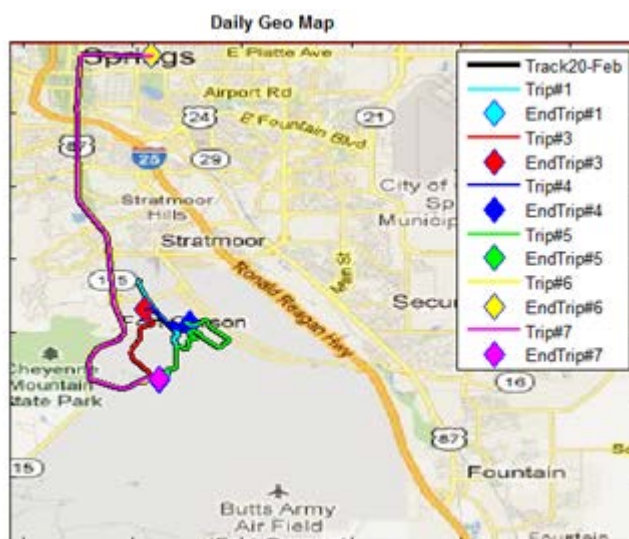 Daily Geo Map
Springs
E Platte Ave
Airport Rd
24
E Fountain Blvd
21
87
25
29
City of
Sp
Municip
Stratmoor
Hills
Stratmoor
Ronald Reagan Hwy
Secu
Cheyenne
Mountain
State Park
16
87
15
Fountain
Butts Army
Air Field
Fountain
Track20-Feb
Trip#1
EndTrip#1
Trip#3
EndTrip#3
Trip#4
EndTrip#4
Trip#5
EndTrip#5
Trip#6
EndTrip#6
Trip#7
EndTrip#7